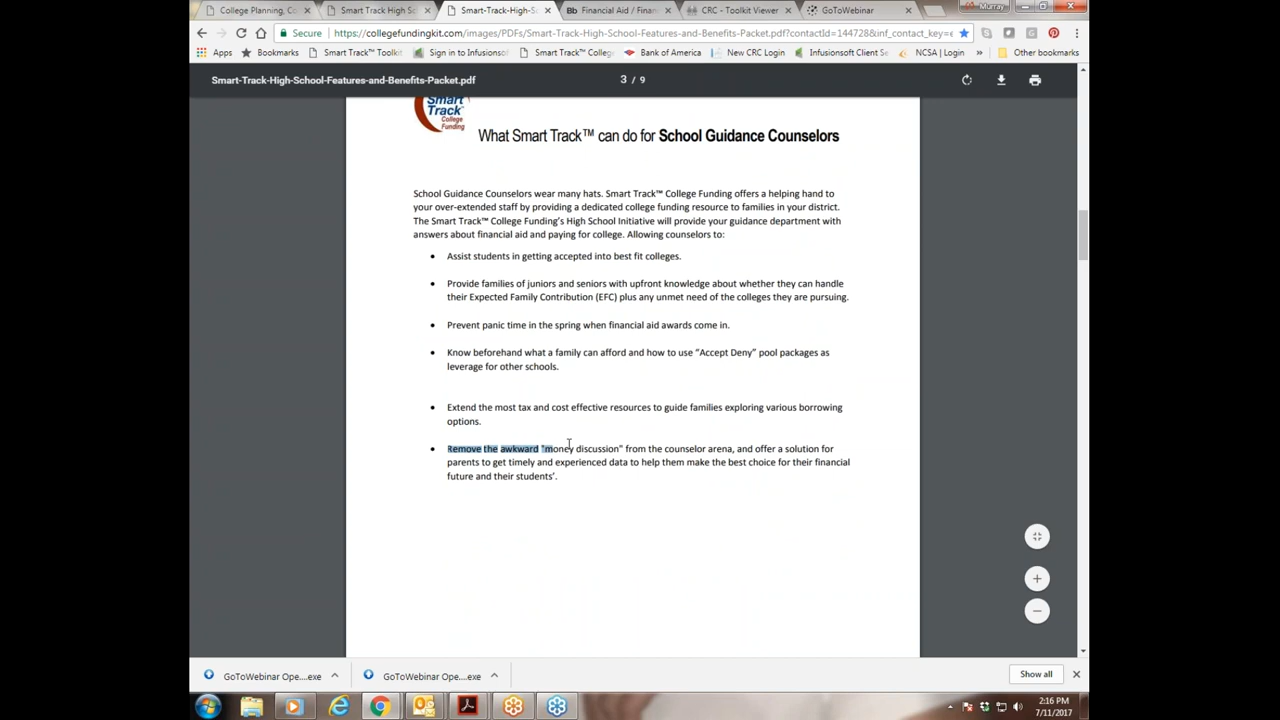 College Planning, Co
Smart Track High Sc
Smart-Track-High-S
Bb Financial Aid / Finan
CRC - Toolkit Viewer
GoToWebinar
Murray
Secure
https://collegefundingkit.com/images/PDFs/Smart-Track-High-School-Features-and-Benefits-Packet.pdf?contactId=144728&inf_contact_key=e
Apps
Bookmarks
Smart Track™ Toolkit
Sign in to Infusionsof
Smart Track™ Colleg
Bank of America
New CRC Login
Infusionsoft Client Se
NCSA | Login
»
Other bookmarks
Smart-Track-High-School-Features-and-Benefits-Packet.pdf
3 / 9
Smart
Track™
College
Funding
What Smart Track™ can do for School Guidance Counselors
School Guidance Counselors wear many hats. Smart Track™ College Funding offers a helping hand to
your over-extended staff by providing a dedicated college funding resource to families in your district.
The Smart Track™ College Funding's High School Initiative will provide your guidance department with
answers about financial aid and paying for college. Allowing counselors to:
• Assist students in getting accepted into best fit colleges.
• Provide families of juniors and seniors with upfront knowledge about whether they can handle
their Expected Family Contribution (EFC) plus any unmet need of the colleges they are pursuing.
• Prevent panic time in the spring when financial aid awards come in.
• Know beforehand what a family can afford and how to use “Accept Deny” pool packages as
leverage for other schools.
• Extend the most tax and cost effective resources to guide families exploring various borrowing
options.
• Remove the awkward "money discussion" from the counselor arena, and offer a solution for
parents to get timely and experienced data to help them make the best choice for their financial
future and their students’.
GoToWebinar Ope....exe
GoToWebinar Ope....exe
Show all
2:16 PM
7/11/2017